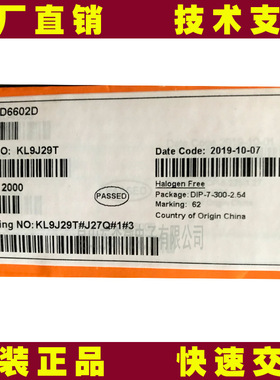 厂直销 技术支
D6602D
O: KL9J29T
Date Code: 2019-10-07
2000
PASSED
Halogen Free
Package: DIP-7-300-2.54
Marking: 62
Country of Origin China
ing NO: KL9J29T#J27Q#1#3
装正品 快速交